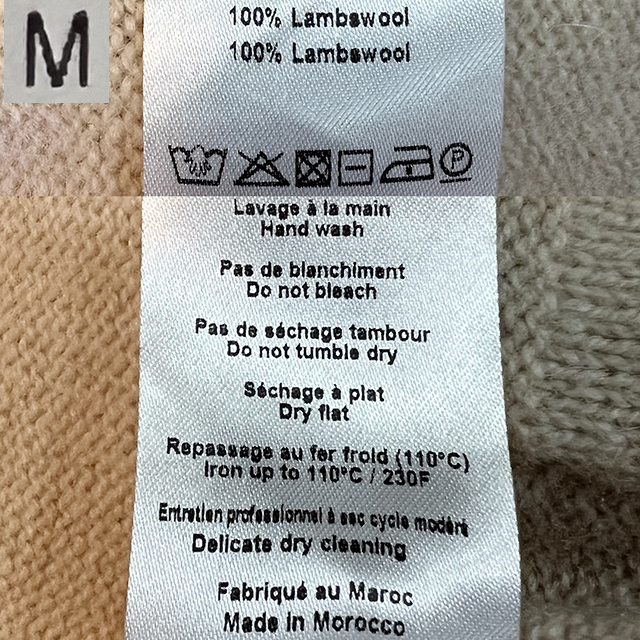 M
100% Lambswool
100% Lambswool
P
Lavage à la main
Hand wash
Pas de blanchiment
Do not bleach
Pas de séchage tambour
Do not tumble dry
Séchage à plat
Dry flat
Repassage au fer froid (110°C)
Iron up to 110°C / 230F
Entretien professionnel à sec cycle modéré
Delicate dry cleaning
Fabriqué au Maroc
Made in Morocco